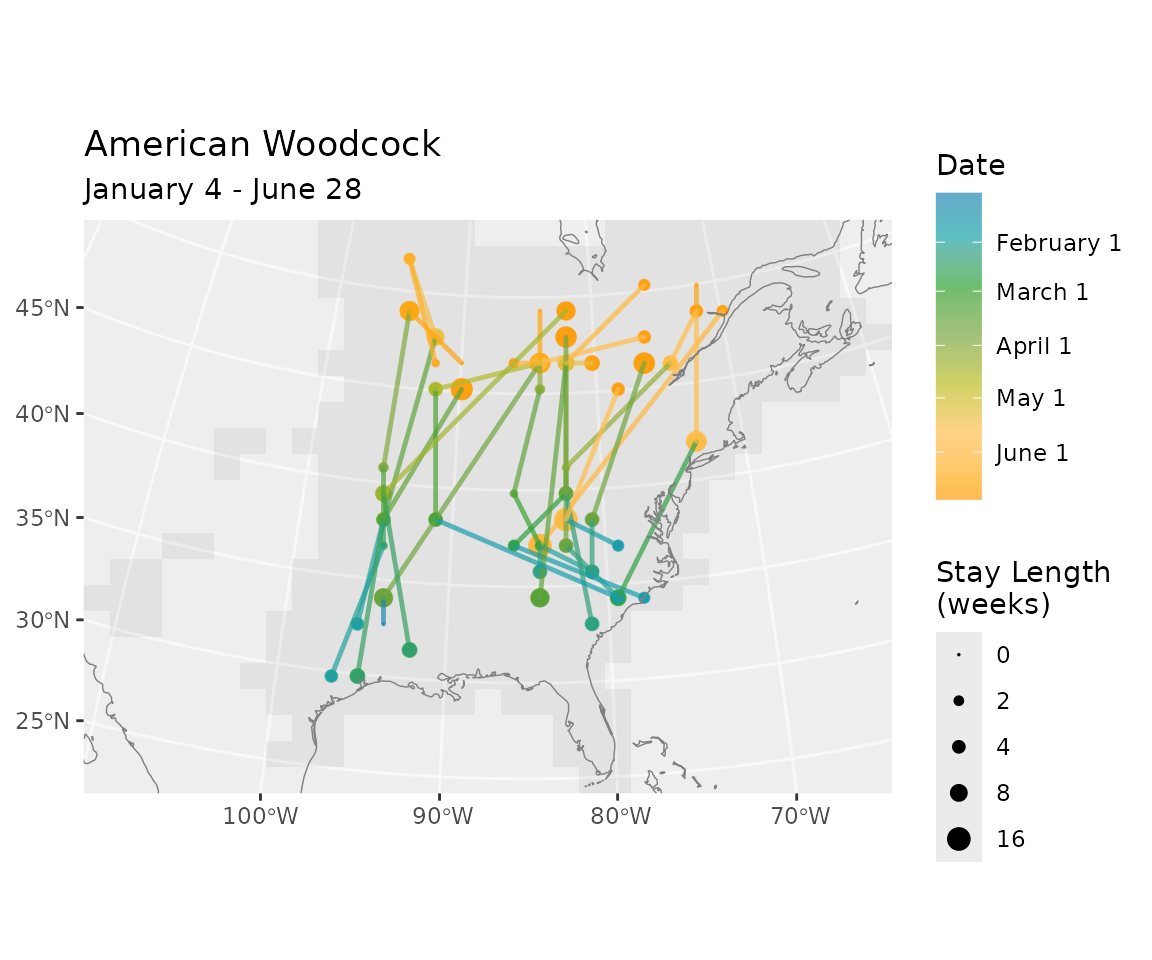 American Woodcock
January 4 - June 28
45°N
40°N
35°N
30°N
25°N
100°W
90°W
80°W
70°W
Date
February 1
March 1
April 1
May 1
June 1
Stay Length
(weeks)
0
2
4
8
16